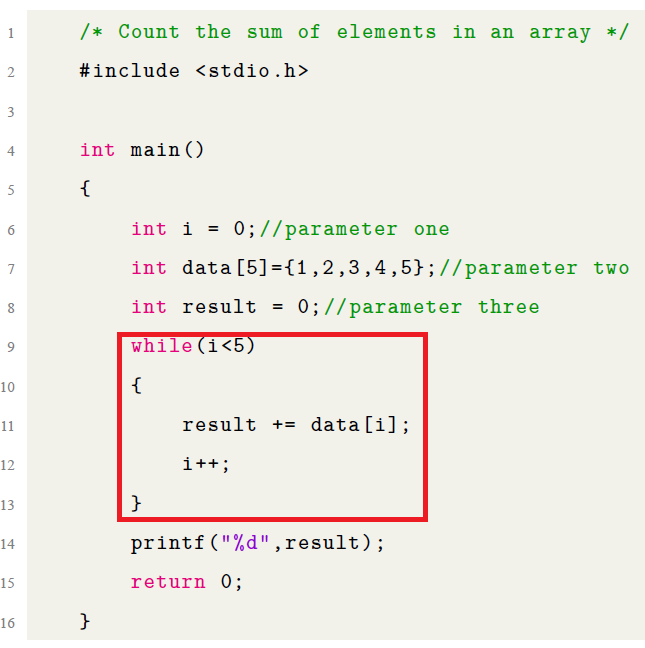 1 /* Count the sum of elements in an array */
2 #include <stdio.h>
3
4 int main()
5 {
6 int i = 0;//parameter one
7 int data[5]={1,2,3,4,5};//parameter two
8 int result = 0;//parameter three
9 while(i<5)
10 {
11 result += data[i];
12 i++;
13 }
14 printf("%d",result);
15 return 0;
16 }